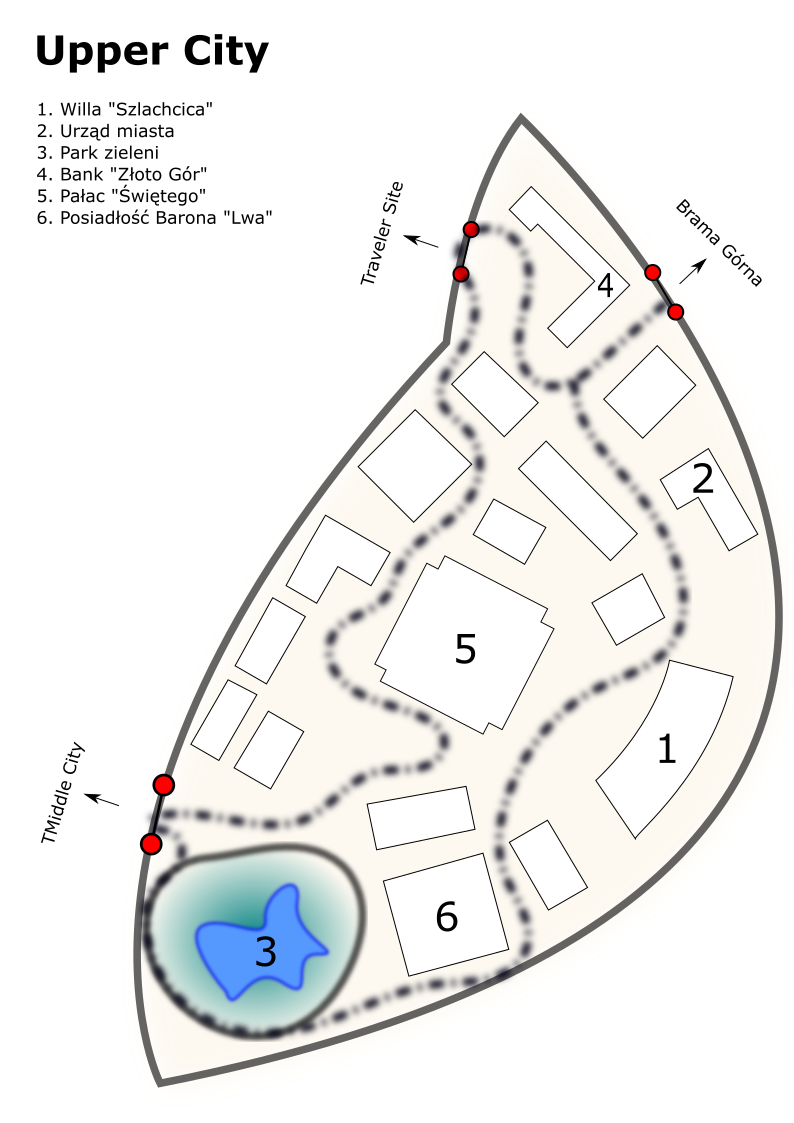 Upper City
1. Willa "Szlachcica"
2. Urząd miasta
3. Park zieleni
4. Bank "Złoto Gór"
5. Pałac "Świętego"
6. Posiadłość Barona "Lwa"
Traveler Site
Brama Górna
4
2
5
1
TMiddle City
6
3